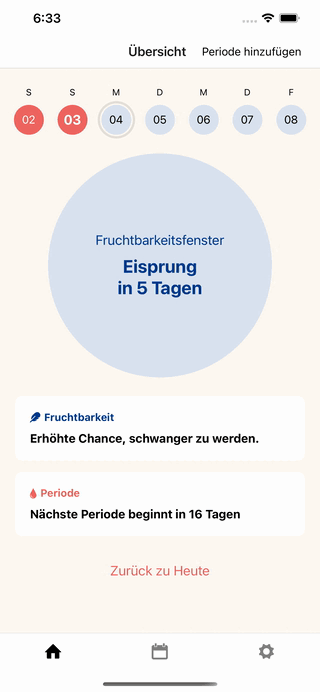 6:33
Übersicht
Periode hinzufügen
S S M D M D F
02 03 04 05 06 07 08
Fruchtbarkeitsfenster
Eisprung
in 5 Tagen
Fruchtbarkeit
Erhöhte Chance, schwanger zu werden.
Periode
Nächste Periode beginnt in 16 Tagen
Zurück zu Heute